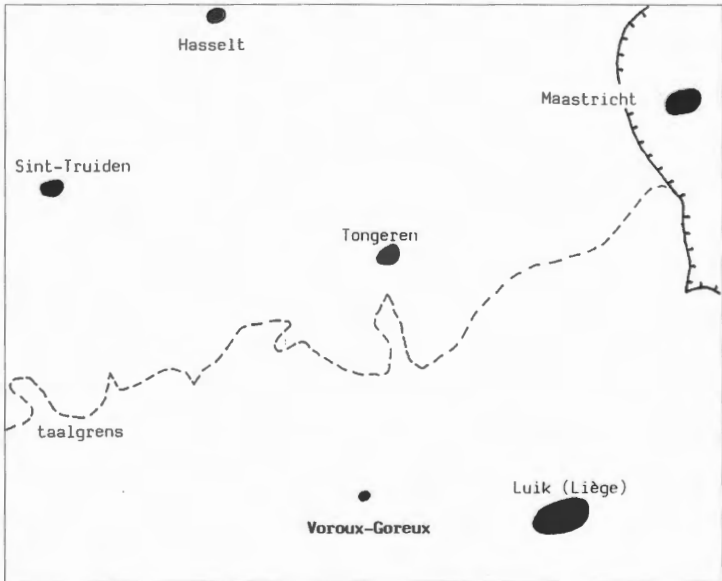 Hasselt
Maastricht
Sint-Truiden
Tongeren
taalgrens
Luik (Liège)
Voroux-Goreux